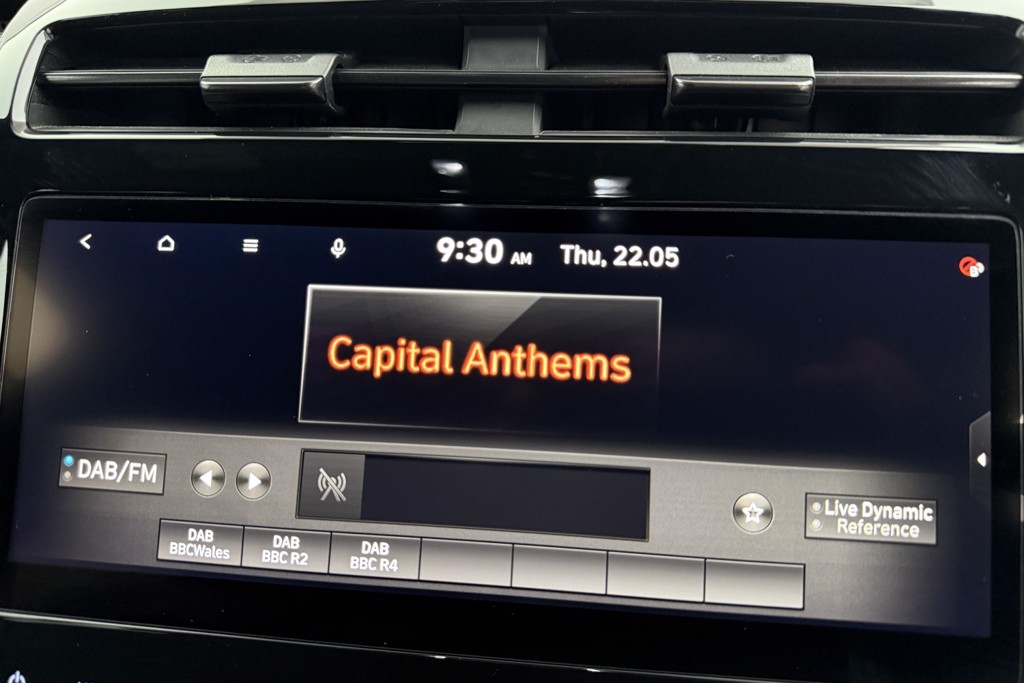 9:30 AM Thu, 22.05
Capital Anthems
DAB/FM
Live Dynamic
Reference
DAB
BBCWales
DAB
BBC R2
DAB
BBC R4